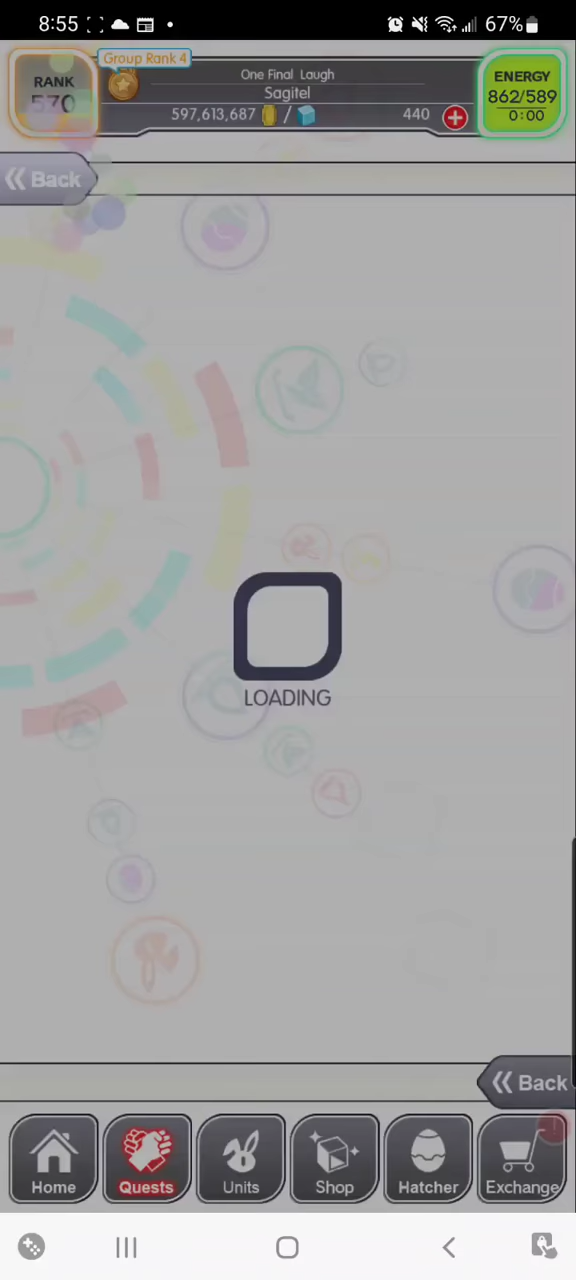 8:55
67%
Group Rank 4
RANK
570
One Final Laugh
Sagitel
597,613,687 / 440
ENERGY
862/589
0:00
Back
LOADING
Back
Home
Quests
Units
Shop
Hatcher
Exchange